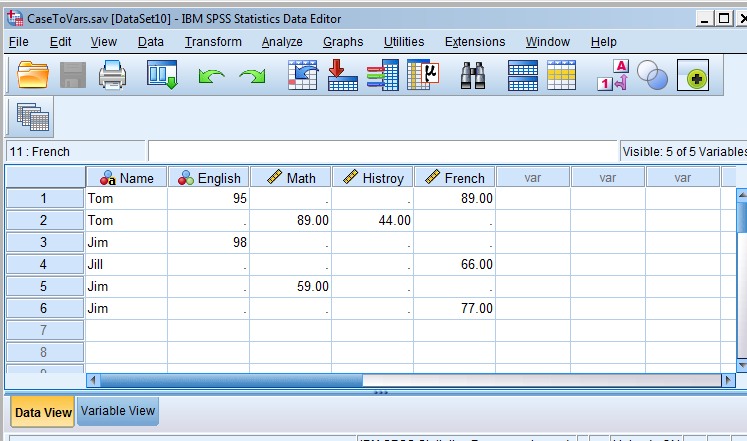 CaseToVars.sav [DataSet10] - IBM SPSS Statistics Data Editor
File Edit View Data Transform Analyze Graphs Utilities Extensions Window Help
11 : French
Visible: 5 of 5 Variables
Name English Math Histroy French var var var
1 Tom 95 . . 89.00
2 Tom . 89.00 44.00 .
3 Jim 98 . . .
4 Jill . . . 66.00
5 Jim . 59.00 . .
6 Jim . . . 77.00
7
8
Data View Variable View